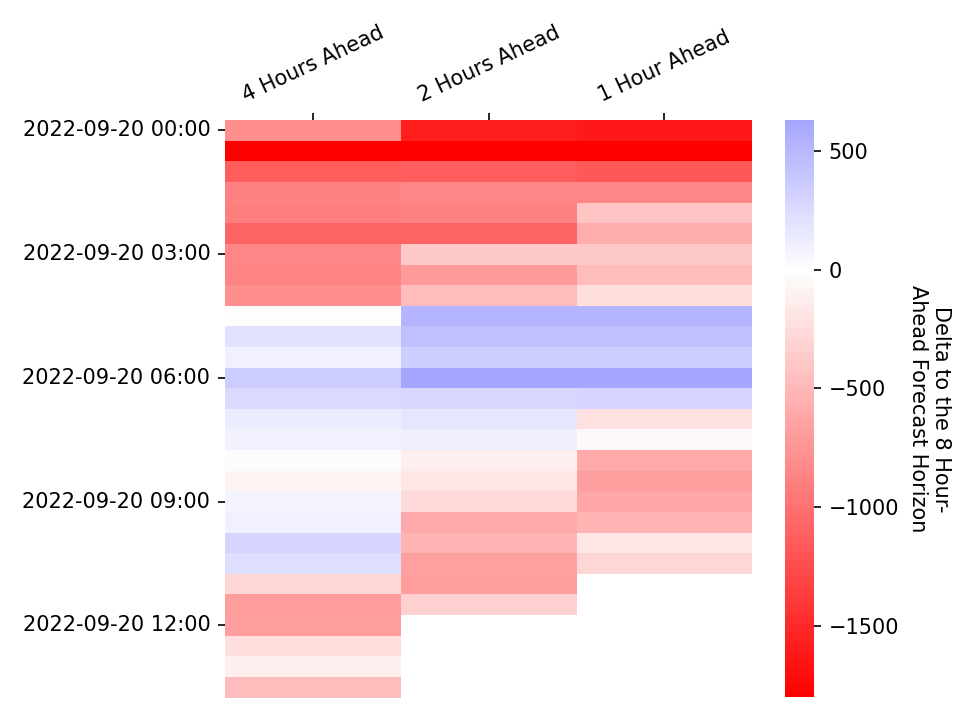 4 Hours Ahead
2 Hours Ahead
1 Hour Ahead
2022-09-20 00:00
2022-09-20 03:00
2022-09-20 06:00
2022-09-20 09:00
2022-09-20 12:00
500
0
−500
−1000
−1500
Delta to the 8 Hour-
Ahead Forecast Horizon